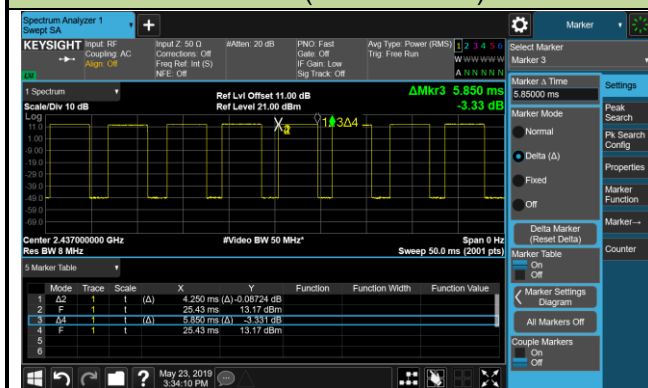 Spectrum Analyzer 1
Swept SA
Marker
KEYSIGHT
Input: RF
Coupling: AC
Align: Off
Input Z: 50 Ω
Corrections: Off
Freq Ref: Int (S)
NFE: Off
#Atten: 20 dB
PNO: Fast
Gate: Off
IF Gain: Low
Sig Track: Off
Avg Type: Power (RMS)
Trig: Free Run
1 2 3 4 5 6
W W W W W W
A N N N N N
Select Marker
Marker 3
Marker Δ Time
5.85000 ms
Settings
Peak Search
Pk Search Config
Properties
Marker Function
Marker→
Counter
Marker Mode
Normal
Delta (Δ)
Fixed
Off
Delta Marker
(Reset Delta)
Marker Table
On
Off
Marker Settings
Diagram
All Markers Off
Couple Markers
On
Off
1 Spectrum
Scale/Div 10 dB
Ref Lvl Offset 11.00 dB
Ref Level 21.00 dBm
ΔMkr3 5.850 ms
-3.33 dB
Log
11.0
1.00
-9.00
-19.0
-29.0
-39.0
-49.0
-59.0
-69.0
Center 2.437000000 GHz
Res BW 8 MHz
#Video BW 50 MHz*
Span 0 Hz
Sweep 50.0 ms (2001 pts)
5 Marker Table
Mode Trace Scale X Y Function Function Width Function Value
1 Δ2 1 t (Δ) 4.250 ms (Δ) -0.08724 dB
2 F 1 t 25.43 ms 13.17 dBm
3 Δ4 1 t (Δ) 5.850 ms (Δ) -3.331 dB
4 F 1 t 25.43 ms 13.17 dBm
5
6
May 23, 2019
3:34:10 PM